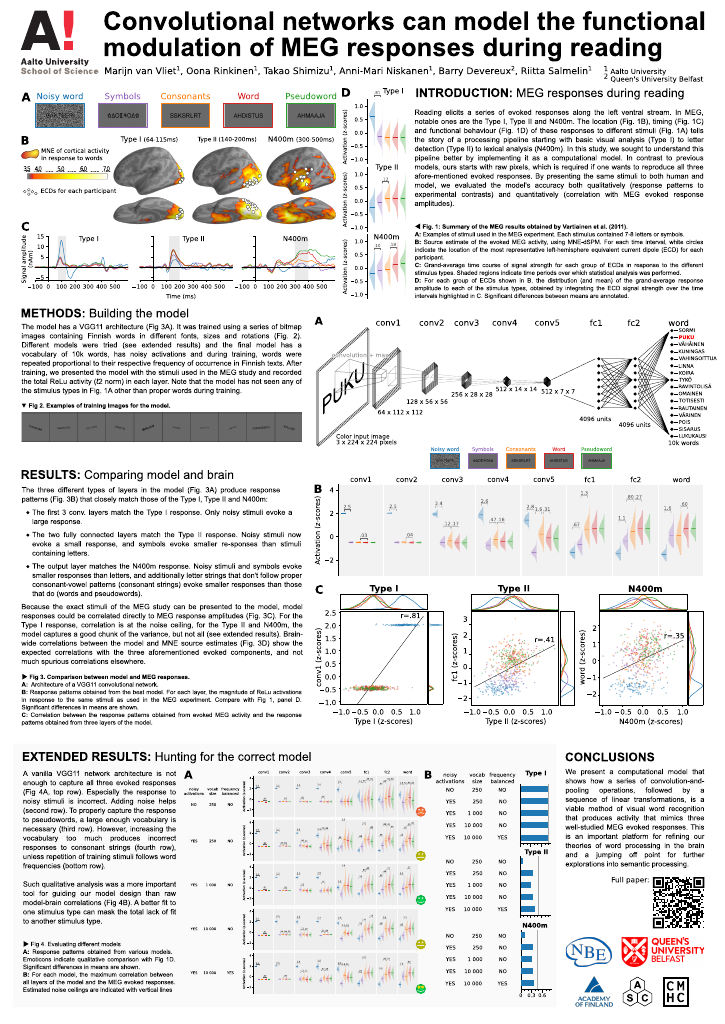 A!
Aalto University
School of Science
Convolutional networks can model the functional
modulation of MEG responses during reading
Marijn van Vliet1, Oona Rinkinen1, Takao Shimizu1, Anni-Mari Niskanen1, Barry Devereux2, Riitta Salmelin1
1 Aalto University
2 Queen's University Belfast
A
Noisy word Symbols Consonants Word Pseudoword
SSKSRLRT AHDISTUS AHMAAJA
B
Type I (64-115ms) Type II (140-200ms) N400m (300-500ms)
MNE of cortical activity
in response to words
35 40 50 60 70
ECDs for each participant
C
Type I Type II N400m
Signal amplitude
(nAm)
Time (ms)
D
Type I
Type II
N400m
Activation (z-scores)
INTRODUCTION: MEG responses during reading
Reading elicits a series of evoked responses along the left ventral stream. In MEG,
notable ones are the Type I, Type II and N400m. The location (Fig. 1B), timing (Fig. 1C)
and functional behaviour (Fig. 1D) of these responses to different stimuli (Fig. 1A) tells
the story of a processing pipeline starting with basic visual analysis (Type I) to letter
detection (Type II) to lexical analysis (N400m). In this study, we sought to understand this
pipeline better by implementing it as a computational model. In contrast to previous
models, ours starts with raw pixels, which is required if one wants to reproduce all three
afore-mentioned evoked responses. By presenting the same stimuli to both human and
model, we evaluated the model's accuracy both qualitatively (response patterns to
experimental contrasts) and quantitatively (correlation with MEG evoked response
amplitudes).
◀ Fig. 1: Summary of the MEG results obtained by Vartiainen et al. (2011).
A: Examples of stimuli used in the MEG experiment. Each stimulus contained 7-8 letters or symbols.
B: Source estimate of the evoked MEG activity, using MNE-dSPM. For each time interval, white circles
indicate the location of the most representative left-hemisphere equivalent current dipole (ECD) for each
participant.
C: Grand-average time course of signal strength for each group of ECDs in response to the different
stimulus types. Shaded regions indicate time periods over which statistical analysis was performed.
D: For each group of ECDs shown in B, the distribution (and mean) of the grand-average response
amplitude to each of the stimulus types, obtained by integrating the ECD signal strength over the time
intervals highlighted in C. Significant differences between means are annotated.
METHODS: Building the model
The model has a VGG11 architecture (Fig 3A). It was trained using a series of bitmap
images containing Finnish words in different fonts, sizes and rotations (Fig. 2).
Different models were tried (see extended results) and the final model has a
vocabulary of 10k words, has noisy activations and during training, words were
repeated proportional to their respective frequency of occurrence in Finnish texts. After
training, we presented the model with the stimuli used in the MEG study and recorded
the total ReLu activity (ℓ2 norm) in each layer. Note that the model has not seen any of
the stimulus types in Fig. 1A other than proper words during training.
▼ Fig 2. Examples of training images for the model.
A
conv1 conv2 conv3 conv4 conv5 fc1 fc2 word
PUKU
64 x 112 x 112
128 x 56 x 56
256 x 28 x 28
512 x 14 x 14
512 x 7 x 7
4096 units
4096 units
Color input image
3 x 224 x 224 pixels
SORMI
PUKU
VÄHÄINEN
KUNINGAS
VAHINGOITTUA
LINNA
KOIRA
TYKÖ
RAVINTOLISÄ
OMAINEN
TOTISESTI
RAUTAINEN
VÄRINEN
POIS
SISARUS
LUKUKAUSI
10k words
Noisy word Symbols Consonants Word Pseudoword
RESULTS: Comparing model and brain
The three different types of layers in the model (Fig. 3A) produce response
patterns (Fig. 3B) that closely match those of the Type I, Type II and N400m:
◆ The first 3 conv. layers match the Type I response. Only noisy stimuli evoke a
large response.
◆ The two fully connected layers match the Type II response. Noisy stimuli now
evoke a small response, and symbols evoke smaller re-sponses than stimuli
containing letters.
◆ The output layer matches the N400m response. Noisy stimuli and symbols evoke
smaller responses than letters, and additionally letter strings that don't follow proper
consonant-vowel patterns (consonant strings) evoke smaller responses than those
that do (words and pseudowords).
Because the exact stimuli of the MEG study can be presented to the model, model
responses could be correlated directly to MEG response amplitudes (Fig. 3C). For the
Type I response, correlation is at the noise ceiling, for the Type II and N400m, the
model captures a good chunk of the variance, but not all (see extended results). Brain-
wide correlations between the model and MNE source estimates (Fig. 3D) show the
expected correlations with the three aforementioned evoked components, and not
much spurious correlations elsewhere.
▶ Fig 3. Comparison between model and MEG responses.
A: Architecture of a VGG11 convolutional network.
B: Response patterns obtained from the best model. For each layer, the magnitude of ReLu activations
in response to the same stimuli as used in the MEG experiment. Compare with Fig 1, panel D.
Significant differences in means are shown.
C: Correlation between the response patterns obtained from evoked MEG activity and the response
patterns obtained from three layers of the model.
B
conv1 conv2 conv3 conv4 conv5 fc1 fc2 word
Activation (z-scores)
C
Type I Type II N400m
r=.81 r=.41 r=.35
conv1 (z-scores) fc1 (z-scores) word (z-scores)
Type I (z-scores) Type II (z-scores) N400m (z-scores)
EXTENDED RESULTS: Hunting for the correct model
A vanilla VGG11 network architecture is not
enough to capture all three evoked responses
(Fig 4A, top row). Especially the response to
noisy stimuli is incorrect. Adding noise helps
(second row). To properly capture the response
to pseudowords, a large enough vocabulary is
necessary (third row). However, increasing the
vocabulary too much produces incorrect
responses to consonant strings (fourth row),
unless repetition of training stimuli follows word
frequencies (bottom row).
Such qualitative analysis was a more important
tool for guiding our model design than raw
model-brain correlations (Fig 4B). A better fit to
one stimulus type can mask the total lack of fit
to another stimulus type.
▶ Fig 4. Evaluating different models
A: Response patterns obtained from various models.
Emoticons indicate qualitative comparison with Fig 1D.
Significant differences in means are shown.
B: For each model, the maximum correlation between
all layers of the model and the MEG evoked responses.
Estimated noise ceilings are indicated with vertical lines
A
noisy activations vocab size frequency balanced
conv1 conv2 conv3 conv4 conv5 fc1 fc2 word
NO 250 NO
YES 250 NO
YES 1 000 NO
YES 10 000 NO
YES 10 000 YES
B
noisy activations vocab size frequency balanced
Type I
NO 250 NO
YES 250 NO
YES 1 000 NO
YES 10 000 NO
YES 10 000 YES
Type II
NO 250 NO
YES 250 NO
YES 1 000 NO
YES 10 000 NO
YES 10 000 YES
N400m
NO 250 NO
YES 250 NO
YES 1 000 NO
YES 10 000 NO
YES 10 000 YES
0 0.3 0.6
CONCLUSIONS
We present a computational model that
shows how a series of convolution-and-
pooling operations, followed by a
sequence of linear transformations, is a
viable method of visual word recognition
that produces activity that mimics three
well-studied MEG evoked responses. This
is an important platform for refining our
theories of word processing in the brain
and a jumping off point for further
explorations into semantic processing.
Full paper:
NBE
QUEEN'S
UNIVERSITY
BELFAST
ACADEMY
OF FINLAND
A S C
C M
H C